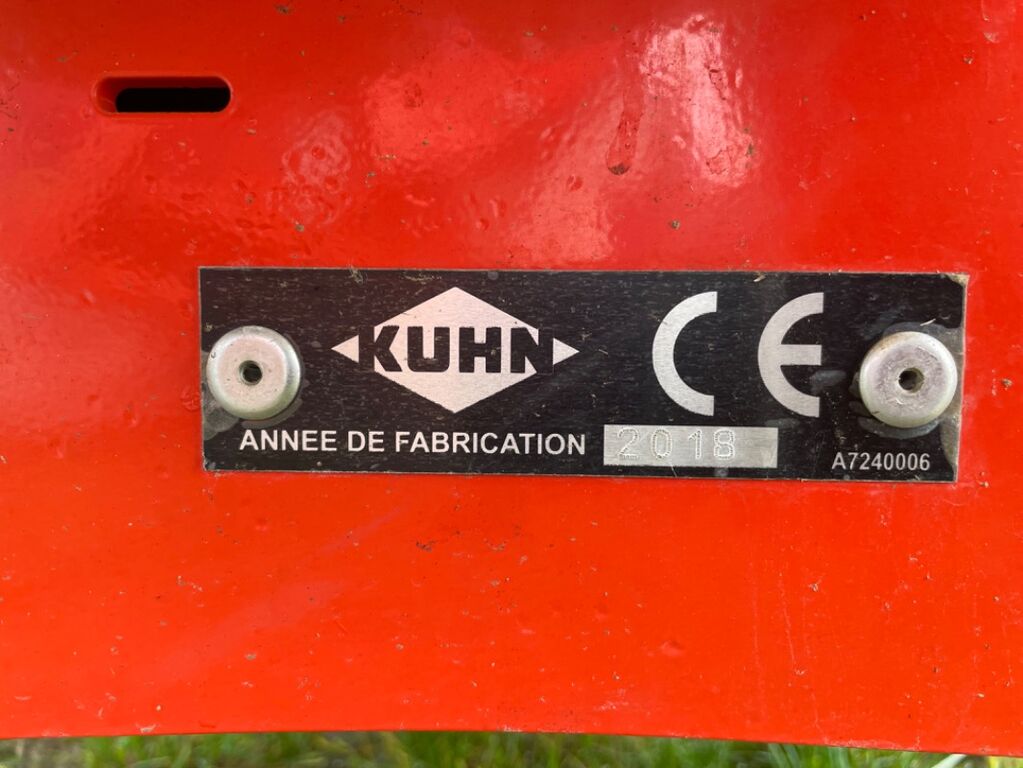 KUHN
CE
ANNEE DE FABRICATION 2018
A7240006